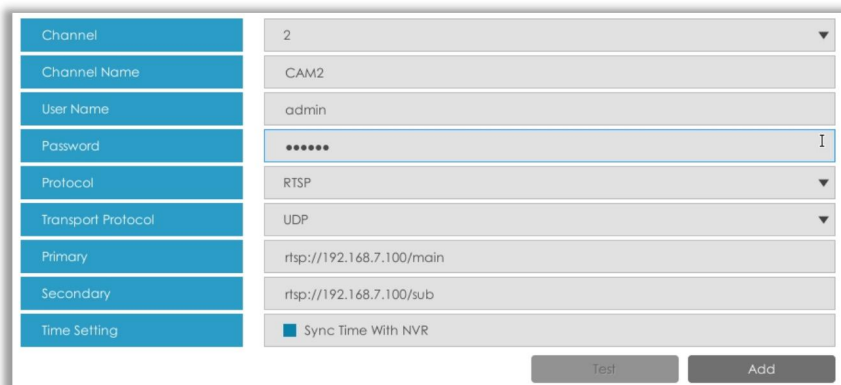 Channel 2
Channel Name CAM2
User Name admin
Password ••••••
Protocol RTSP
Transport Protocol UDP
Primary rtsp://192.168.7.100/main
Secondary rtsp://192.168.7.100/sub
Time Setting Sync Time With NVR
Test Add